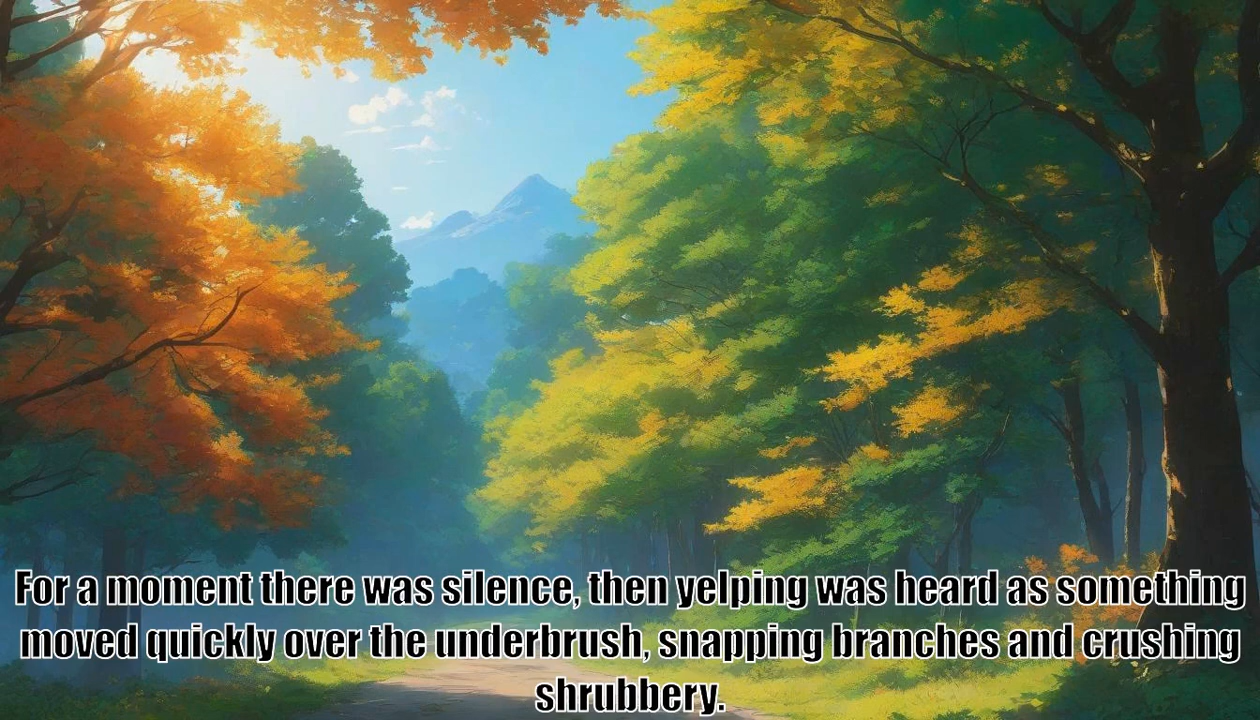 For a moment there was silence, then yelping was heard as something
moved quickly over the underbrush, snapping branches and crushing
shrubbery.